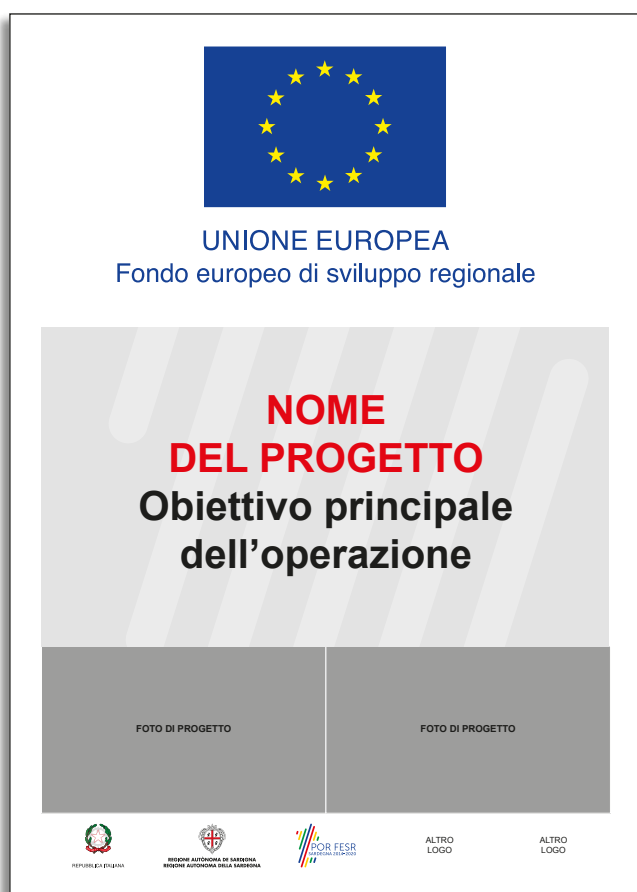 UNIONE EUROPEA
Fondo europeo di sviluppo regionale
NOME
DEL PROGETTO
Obiettivo principale
dell’operazione
FOTO DI PROGETTO
FOTO DI PROGETTO
REPUBBLICA ITALIANA
REGIONE AUTÒNOMA DE SARDIGNA
REGIONE AUTONOMA DELLA SARDEGNA
POR FESR
SARDEGNA 2014-2020
ALTRO
LOGO
ALTRO
LOGO